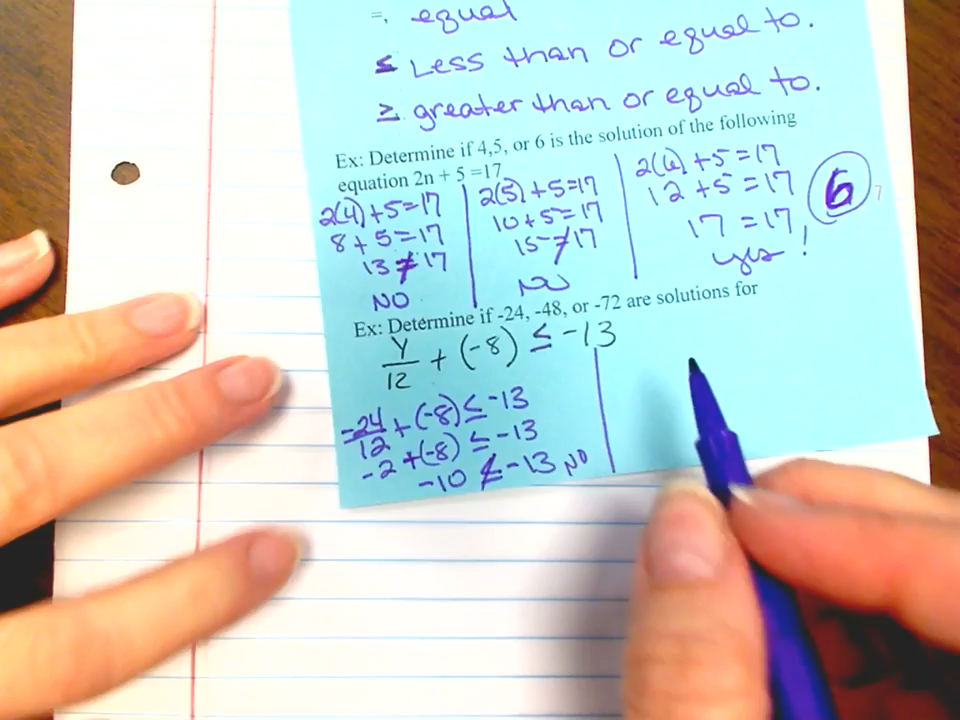 =, equal
≤ Less than or equal to.
≥ greater than or equal to.
Ex: Determine if 4,5, or 6 is the solution of the following
equation 2n + 5 =17
2(4)+5=17
8+5=17
13≠17
NO
2(5)+5=17
10+5=17
15≠17
NO
2(6)+5=17
12+5=17
17=17
yes!
6
7
Ex: Determine if -24, -48, or -72 are solutions for
y/12 + (-8) ≤ -13
-24/12 + (-8) ≤ -13
-2 + (-8) ≤ -13
-10 ≰ -13 NO